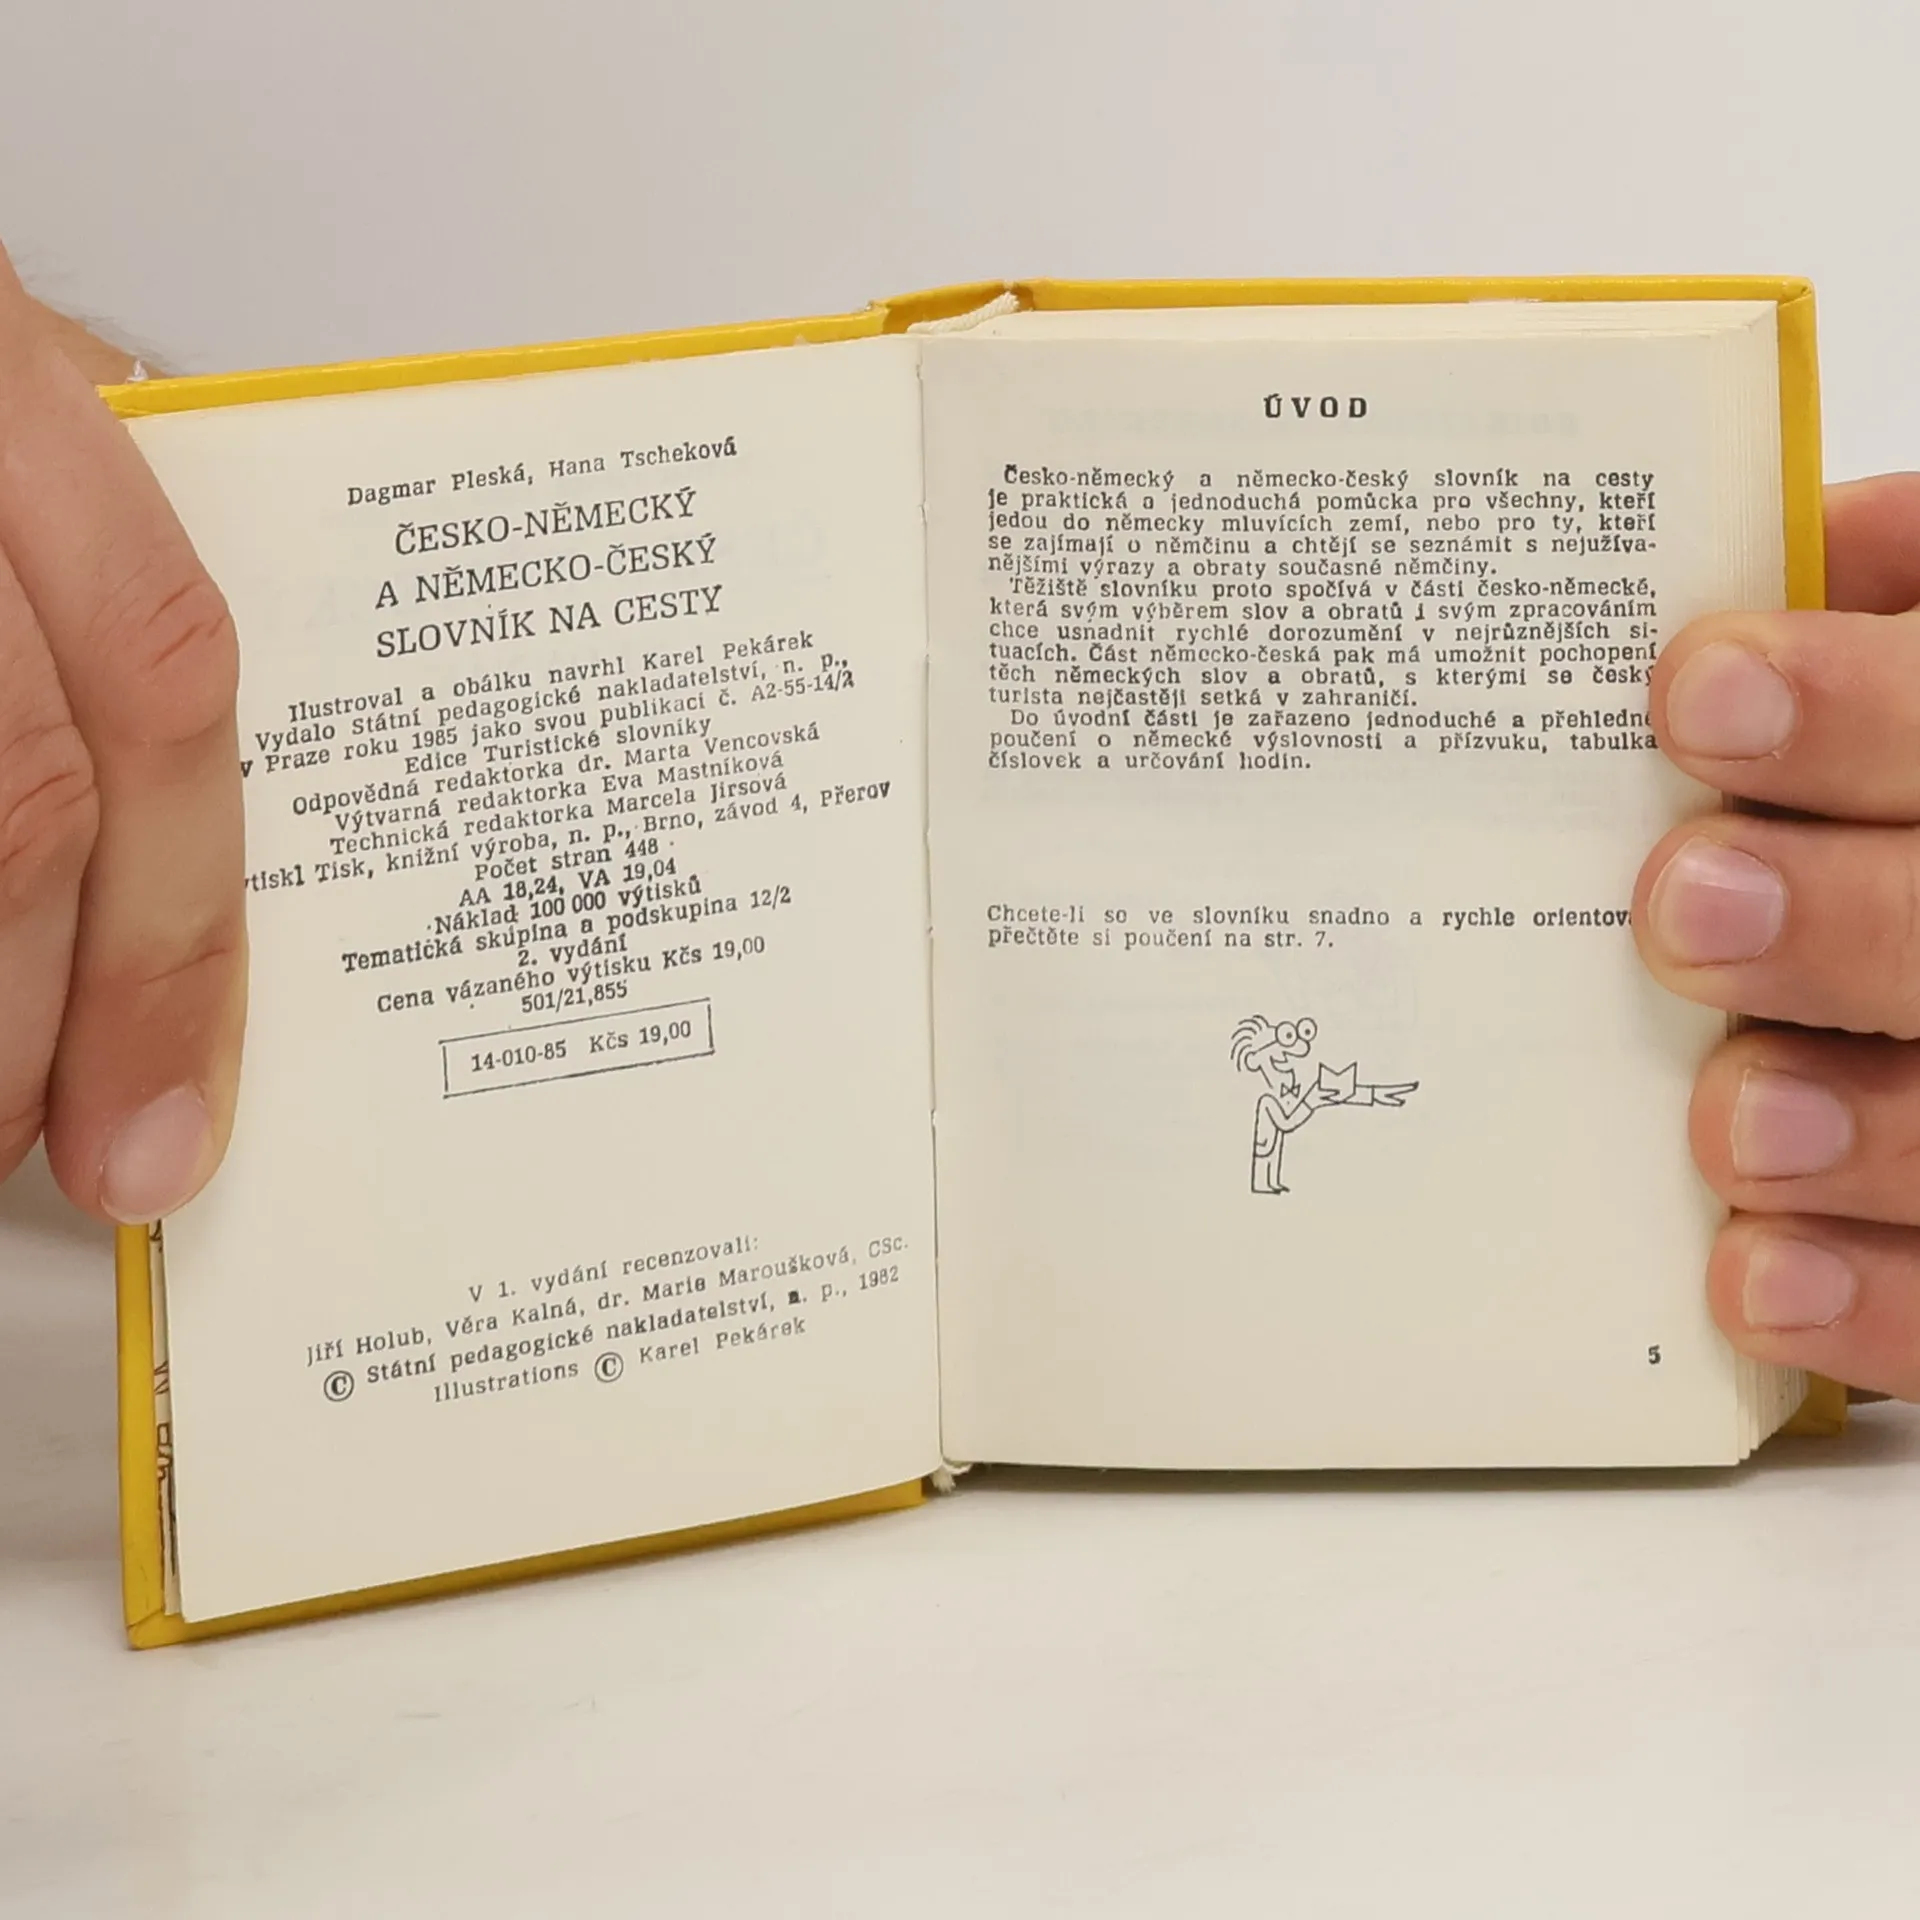 Dagmar Pleská, Hana Tscheková
ČESKO-NĚMECKÝ
A NĚMECKO-ČESKÝ
SLOVNÍK NA CESTY
Ilustroval a obálku navrhl Karel Pekárek
Vydalo Státní pedagogické nakladatelství, n. p.,
v Praze roku 1985 jako svou publikaci č. A2-55-14/2
Edice Turistické slovníky
Odpovědná redaktorka dr. Marta Vencovská
Výtvarná redaktorka Eva Mastníková
Technická redaktorka Marcela Jirsová
ytiskl Tisk, knižní výroba, n. p., Brno, závod 4, Přerov
Počet stran 448
AA 18,24, VA 19,04
Náklad 100 000 výtisků
Tematická skupina a podskupina 12/2
2. vydání
Cena vázaného výtisku Kčs 19,00
501/21,855
14-010-85 Kčs 19,00
V 1. vydání recenzovali:
Jiří Holub, Věra Kalná, dr. Marie Maroušková, CSc.
© Státní pedagogické nakladatelství, n. p., 1982
Illustrations © Karel Pekárek
ÚVOD
Česko-německý a německo-český slovník na cesty
je praktická a jednoduchá pomůcka pro všechny, kteří
jedou do německy mluvících zemí, nebo pro ty, kteří
se zajímají o němčinu a chtějí se seznámit s nejužíva-
nějšími výrazy a obraty současné němčiny.
Těžiště slovníku proto spočívá v části česko-německé,
která svým výběrem slov a obratů i svým zpracováním
chce usnadnit rychlé dorozumění v nejrůznějších si-
tuacích. Část německo-česká pak má umožnit pochopení
těch německých slov a obratů, s kterými se český
turista nejčastěji setká v zahraničí.
Do úvodní části je zařazeno jednoduché a přehledné
poučení o německé výslovnosti a přízvuku, tabulka
číslovek a určování hodin.
Chcete-li se ve slovníku snadno a rychle orientova
přečtěte si poučení na str. 7.
5